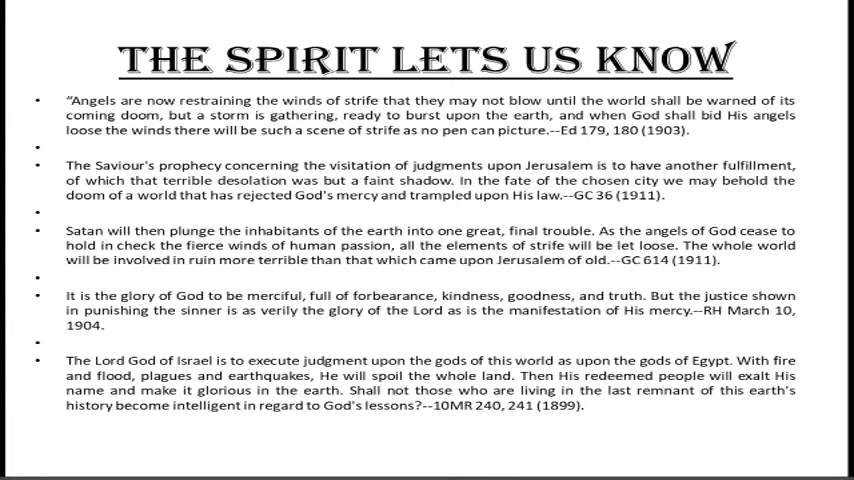 THE SPIRIT LETS US KNOW
• “Angels are now restraining the winds of strife that they may not blow until the world shall be warned of its
coming doom, but a storm is gathering, ready to burst upon the earth, and when God shall bid His angels
loose the winds there will be such a scene of strife as no pen can picture.--Ed 179, 180 (1903).
•
• The Saviour's prophecy concerning the visitation of judgments upon Jerusalem is to have another fulfillment,
of which that terrible desolation was but a faint shadow. In the fate of the chosen city we may behold the
doom of a world that has rejected God's mercy and trampled upon His law.--GC 36 (1911).
•
• Satan will then plunge the inhabitants of the earth into one great, final trouble. As the angels of God cease to
hold in check the fierce winds of human passion, all the elements of strife will be let loose. The whole world
will be involved in ruin more terrible than that which came upon Jerusalem of old.--GC 614 (1911).
•
• It is the glory of God to be merciful, full of forbearance, kindness, goodness, and truth. But the justice shown
in punishing the sinner is as verily the glory of the Lord as is the manifestation of His mercy.--RH March 10,
1904.
•
• The Lord God of Israel is to execute judgment upon the gods of this world as upon the gods of Egypt. With fire
and flood, plagues and earthquakes, He will spoil the whole land. Then His redeemed people will exalt His
name and make it glorious in the earth. Shall not those who are living in the last remnant of this earth's
history become intelligent in regard to God's lessons?--10MR 240, 241 (1899).